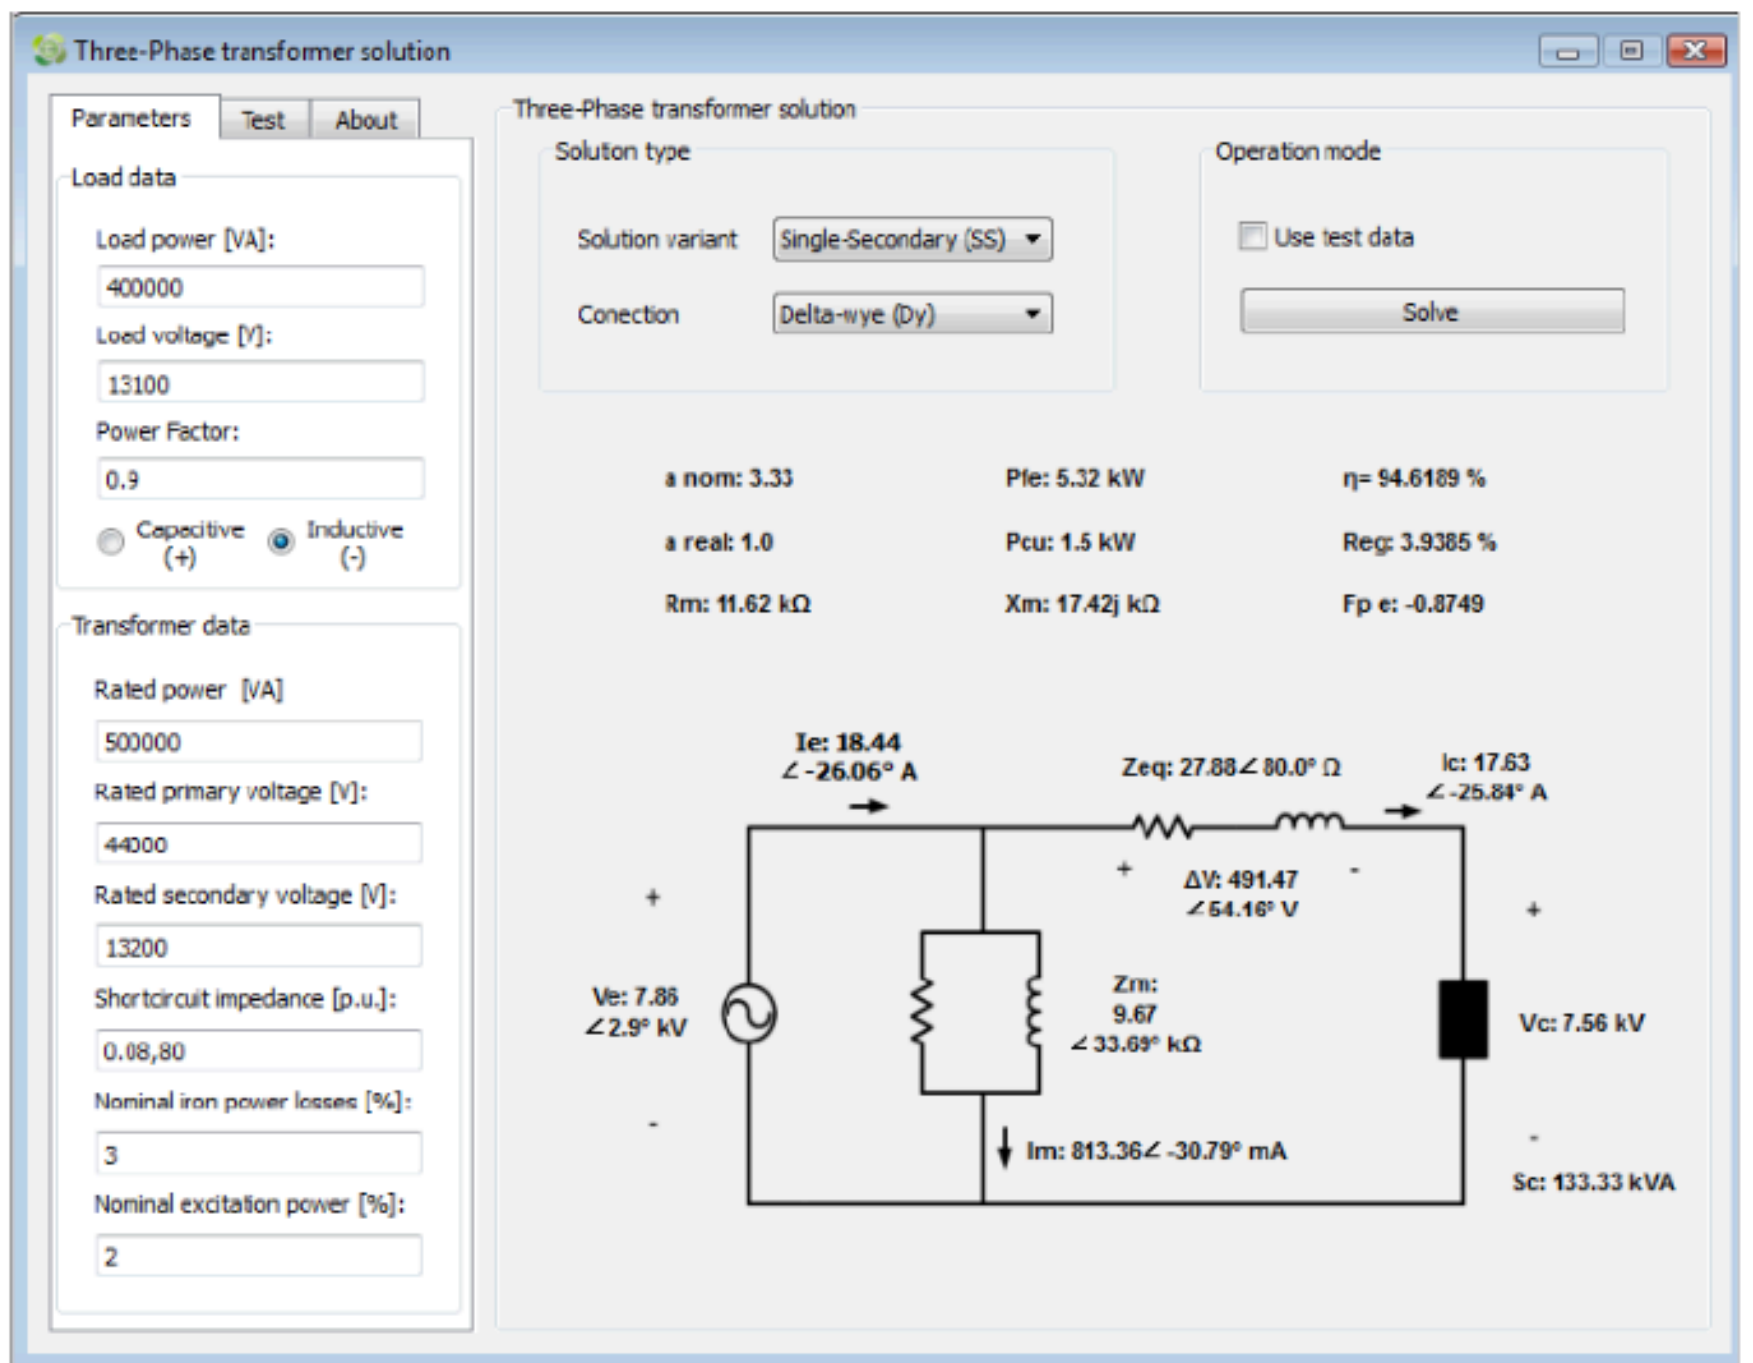 Three-Phase transformer solution
Parameters
Test
About
Load data
Load power [VA]:
400000
Load voltage [V]:
13100
Power Factor:
0.9
Capacitive
(+)
Inductive
(-)
Transformer data
Rated power [VA]
500000
Rated primary voltage [V]:
44000
Rated secondary voltage [V]:
13200
Shortcircuit impedance [p.u.]:
0.08,80
Nominal iron power losses [%]:
3
Nominal excitation power [%]:
2
Three-Phase transformer solution
Solution type
Solution variant
Single-Secondary (SS)
Conection
Delta-wye (Dy)
Operation mode
Use test data
Solve
a nom: 3.33
Pfe: 5.32 kW
η= 94.6189 %
a real: 1.0
Pcu: 1.5 kW
Reg: 3.9385 %
Rm: 11.62 kΩ
Xm: 17.42j kΩ
Fp e: -0.8749
Ie: 18.44
∠ -26.06° A
Zeq: 27.88∠ 80.0° Ω
Ic: 17.63
∠ -25.84° A
+
-
ΔV: 491.47
∠ 54.16° V
+
Ve: 7.86
∠ 2.9° kV
-
Zm:
9.67
∠ 33.69° kΩ
Im: 813.36∠ -30.79° mA
+
Vc: 7.56 kV
-
Sc: 133.33 kVA